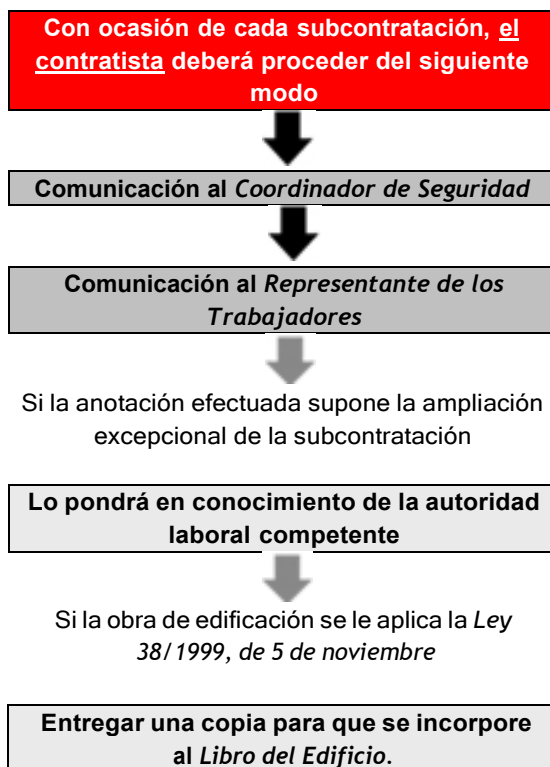 Con ocasión de cada subcontratación, el
contratista deberá proceder del siguiente
modo
Comunicación al Coordinador de Seguridad
Comunicación al Representante de los
Trabajadores
Si la anotación efectuada supone la ampliación
excepcional de la subcontratación
Lo pondrá en conocimiento de la autoridad
laboral competente
Si la obra de edificación se le aplica la Ley
38/1999, de 5 de noviembre
Entregar una copia para que se incorpore
al Libro del Edificio.